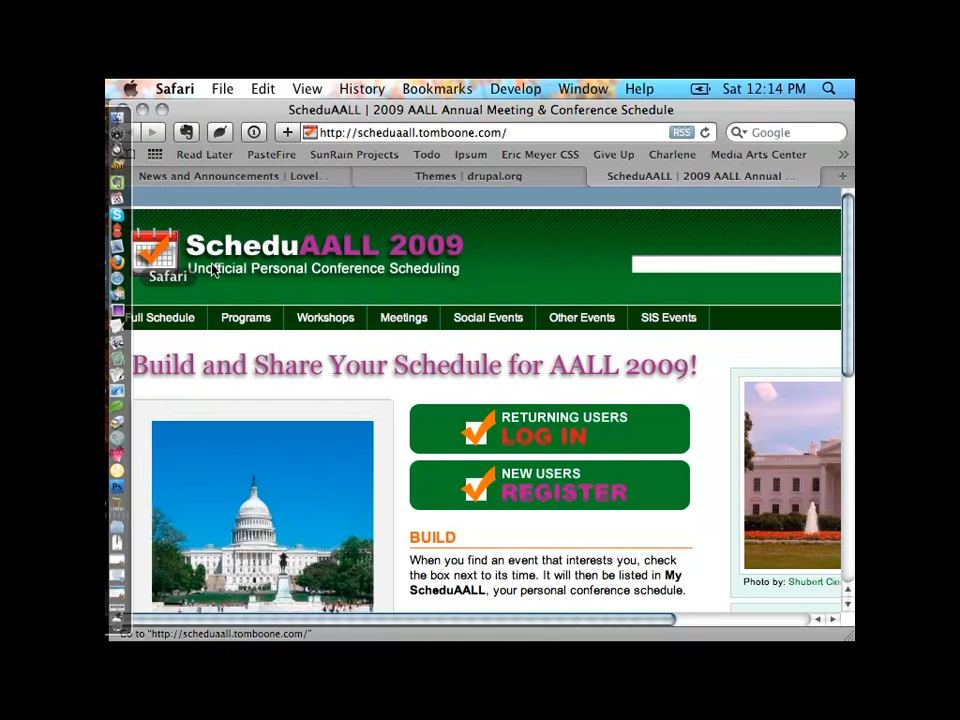 Safari File Edit View History Bookmarks Develop Window Help Sat 12:14 PM
ScheduAALL | 2009 AALL Annual Meeting & Conference Schedule
http://scheduaall.tomboone.com/ RSS Google
Read Later PasteFire SunRain Projects Todo Ipsum Eric Meyer CSS Give Up Charlene Media Arts Center
News and Announcements | Lovel... Themes | drupal.org ScheduAALL | 2009 AALL Annual ...
ScheduAALL 2009
Unofficial Personal Conference Scheduling
Safari
Full Schedule Programs Workshops Meetings Social Events Other Events SIS Events
Build and Share Your Schedule for AALL 2009!
RETURNING USERS
LOG IN
NEW USERS
REGISTER
BUILD
When you find an event that interests you, check
the box next to its time. It will then be listed in My
ScheduAALL, your personal conference schedule.
Photo by: Shubert
Go to "http://scheduaall.tomboone.com/"